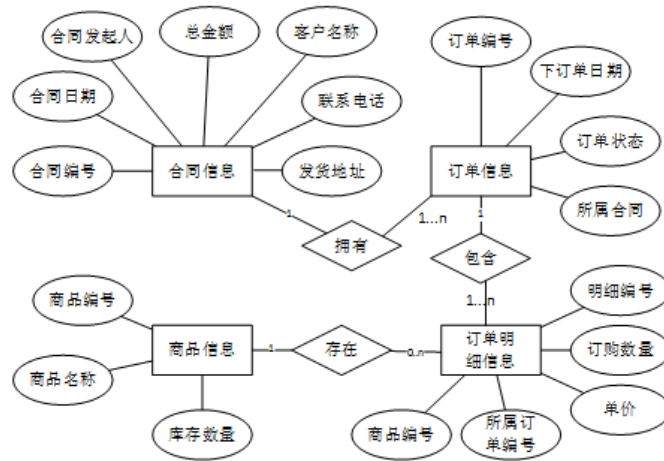 合同发起人
总金额
客户名称
订单编号
合同日期
联系电话
下订单日期
合同编号
合同信息
发货地址
订单信息
订单状态
所属合同
1
拥有
1...n
1
包含
1...n
商品编号
商品名称
商品信息
库存数量
1
存在
0.n
订单明
细信息
明细编号
订购数量
单价
商品编号
所属订
单编号